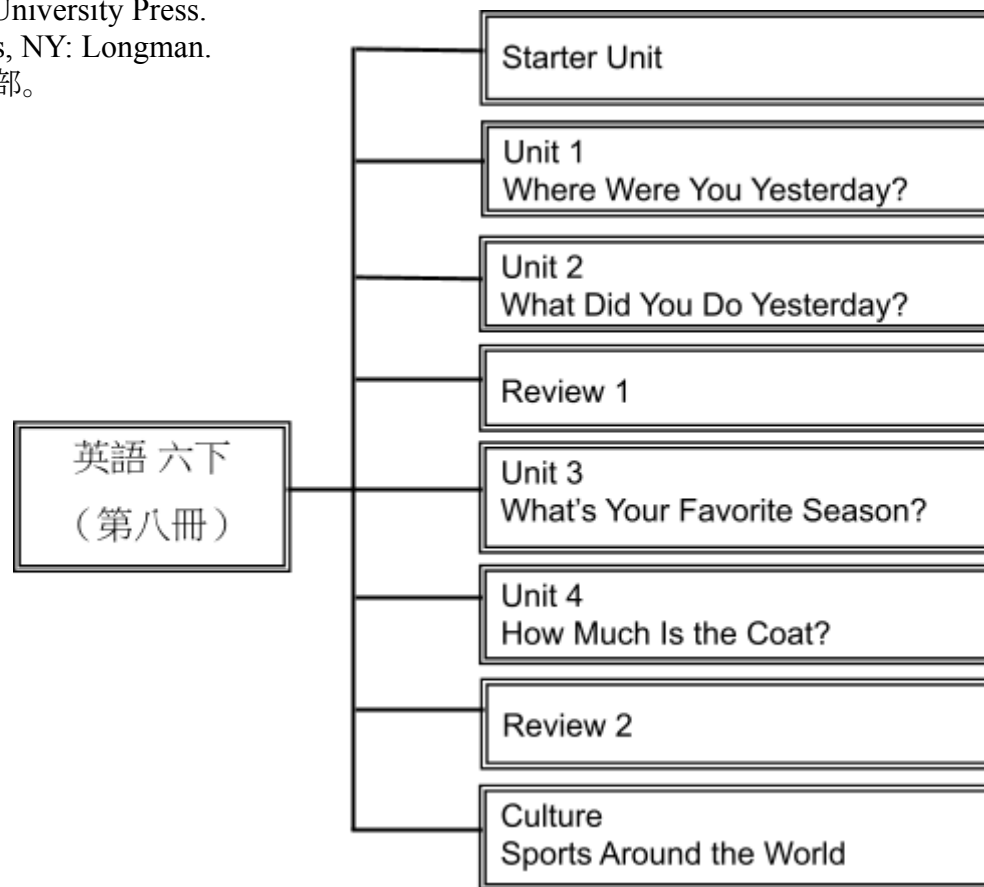 University Press.
s, NY: Longman.
部。
英語 六下
（第八冊）
Starter Unit
Unit 1
Where Were You Yesterday?
Unit 2
What Did You Do Yesterday?
Review 1
Unit 3
What's Your Favorite Season?
Unit 4
How Much Is the Coat?
Review 2
Culture
Sports Around the World